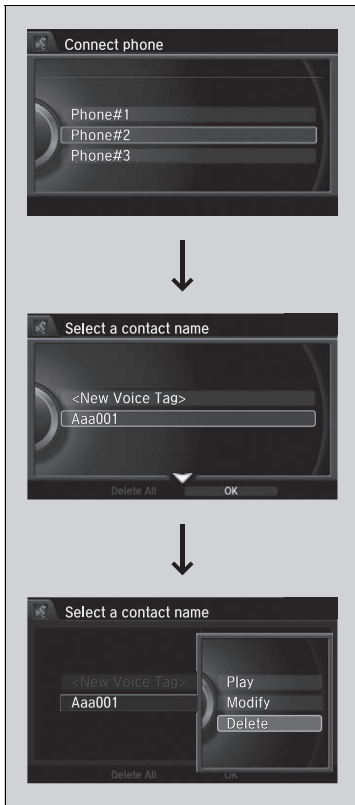 Connect phone
Phone#1
Phone#2
Phone#3
Select a contact name
<New Voice Tag>
Aaa001
Delete All OK
Select a contact name
<New Voice Tag>
Aaa001
Play
Modify
Delete
Delete All OK